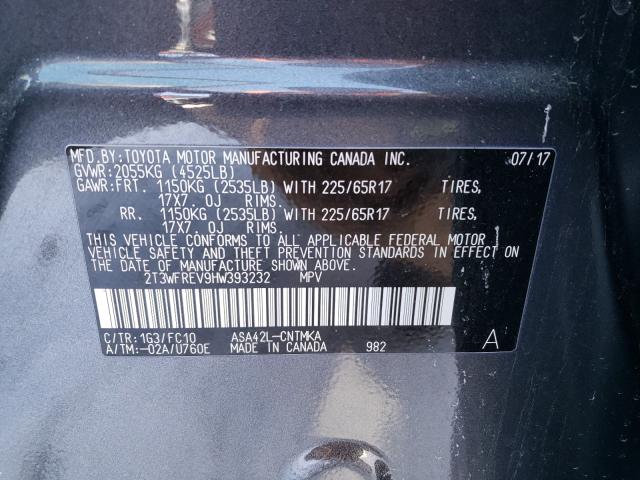 MFD.BY:TOYOTA MOTOR MANUFACTURING CANADA INC. 07/17
GVWR:2055KG (4525LB)
GAWR:FRT. 1150KG (2535LB) WITH 225/65R17 TIRES,
17X7. OJ RIMS.
RR. 1150KG (2535LB) WITH 225/65R17 TIRES,
17X7. OJ RIMS.
THIS VEHICLE CONFORMS TO ALL APPLICABLE FEDERAL MOTOR
VEHICLE SAFETY AND THEFT PREVENTION STANDARDS IN EFFECT ON
THE DATE OF MANUFACTURE SHOWN ABOVE.
2T3WFREV9HW393232 MPV
C/TR:1G3/FC10 ASA42L-CNTMKA
A/TM:-02A/U760E MADE IN CANADA 982 A